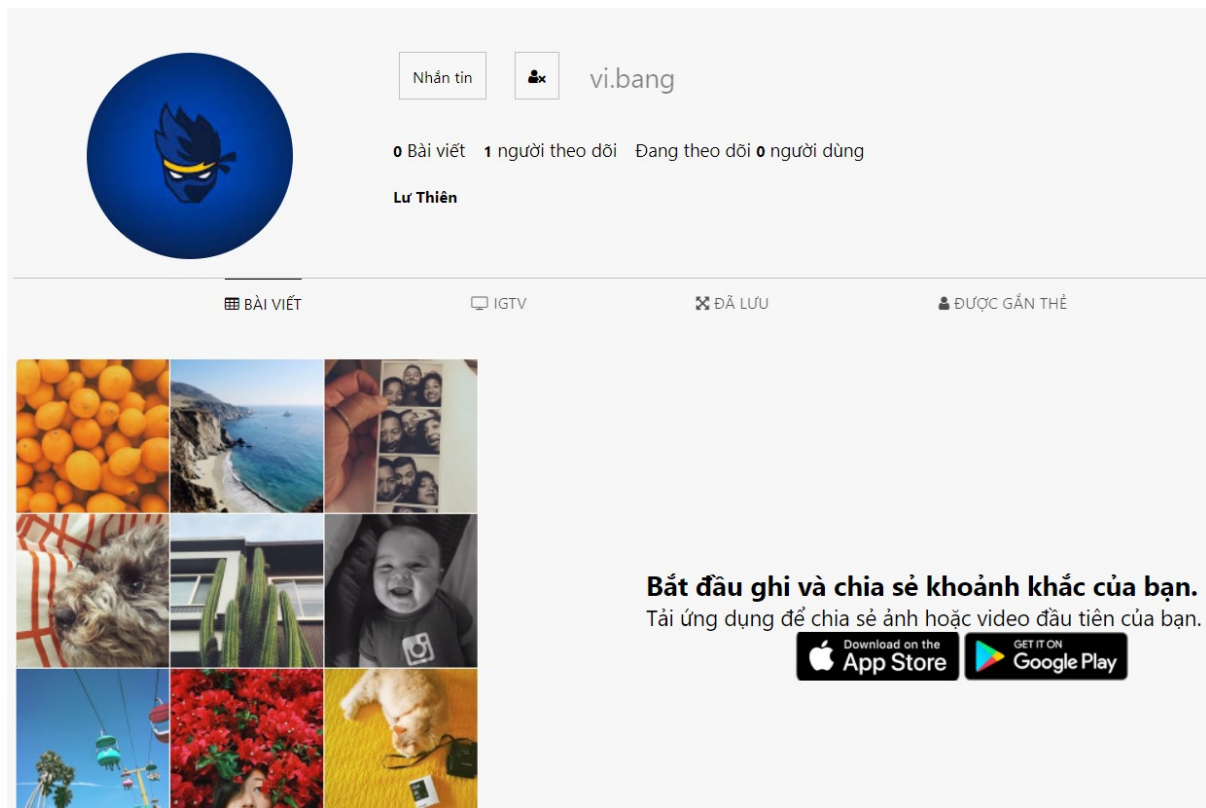 Nhắn tin vi.bang
0 Bài viết 1 người theo dõi Đang theo dõi 0 người dùng
Lư Thiên
BÀI VIẾT IGTV ĐÃ LƯU ĐƯỢC GẮN THẺ
Bắt đầu ghi và chia sẻ khoảnh khắc của bạn.
Tải ứng dụng để chia sẻ ảnh hoặc video đầu tiên của bạn.
Download on the
App Store
GET IT ON
Google Play